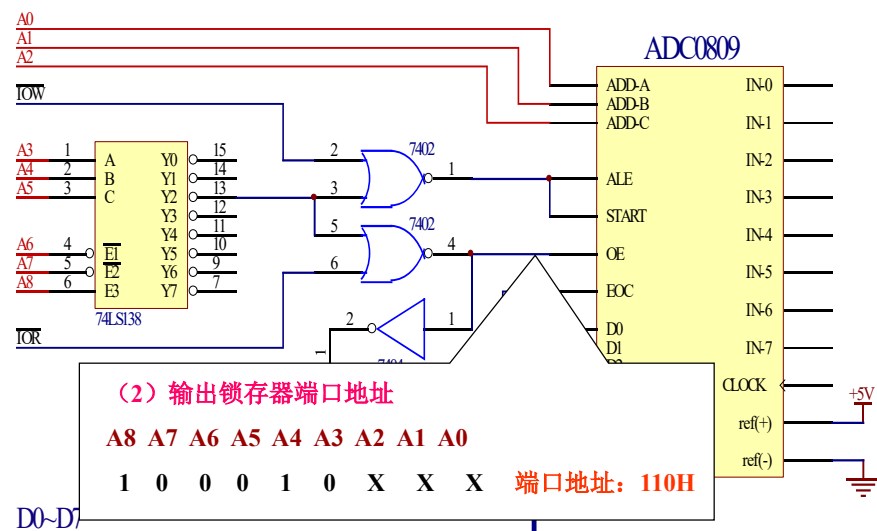 A0
A1
A2
IOW
A3 1 A Y0 15
A4 2 B Y1 14
A5 3 C Y2 13
Y3 12
Y4 11
A6 4 E1 Y5 10
A7 5 E2 Y6 9
A8 6 E3 Y7 7
74LS138
IOR
7402
2
3
1
7402
5
6
4
2
1
1
ADC0809
ADD-A IN-0
ADD-B
ADD-C IN-1
IN-2
ALE
IN-3
START
IN-4
OE
IN-5
EOC
IN-6
D0
D1 IN-7
CLOCK
+5V
ref(+)
ref(-)
（2）输出锁存器端口地址
A8 A7 A6 A5 A4 A3 A2 A1 A0
1 0 0 0 1 0 X X X 端口地址：110H
D0~D7